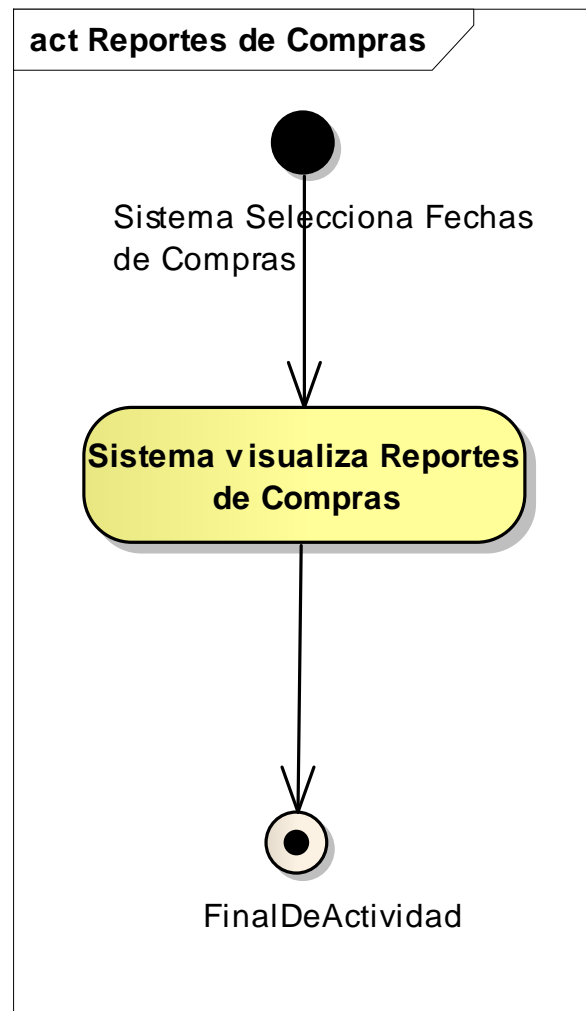 act Reportes de Compras
Sistema Selecciona Fechas
de Compras
Sistema visualiza Reportes
de Compras
FinalDeActividad